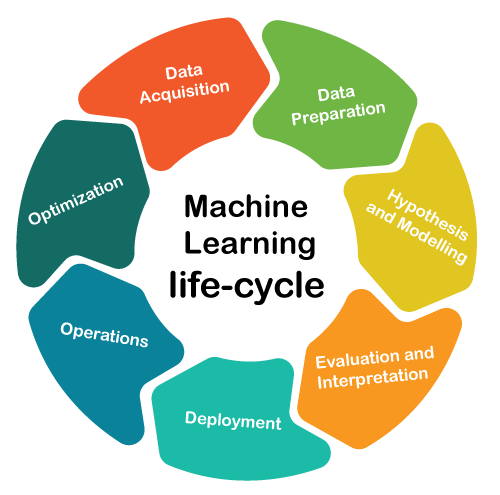 Machine
Learning
life-cycle
Data
Acquisition
Data
Preparation
Hypothesis
and Modelling
Evaluation and
Interpretation
Deployment
Operations
Optimization